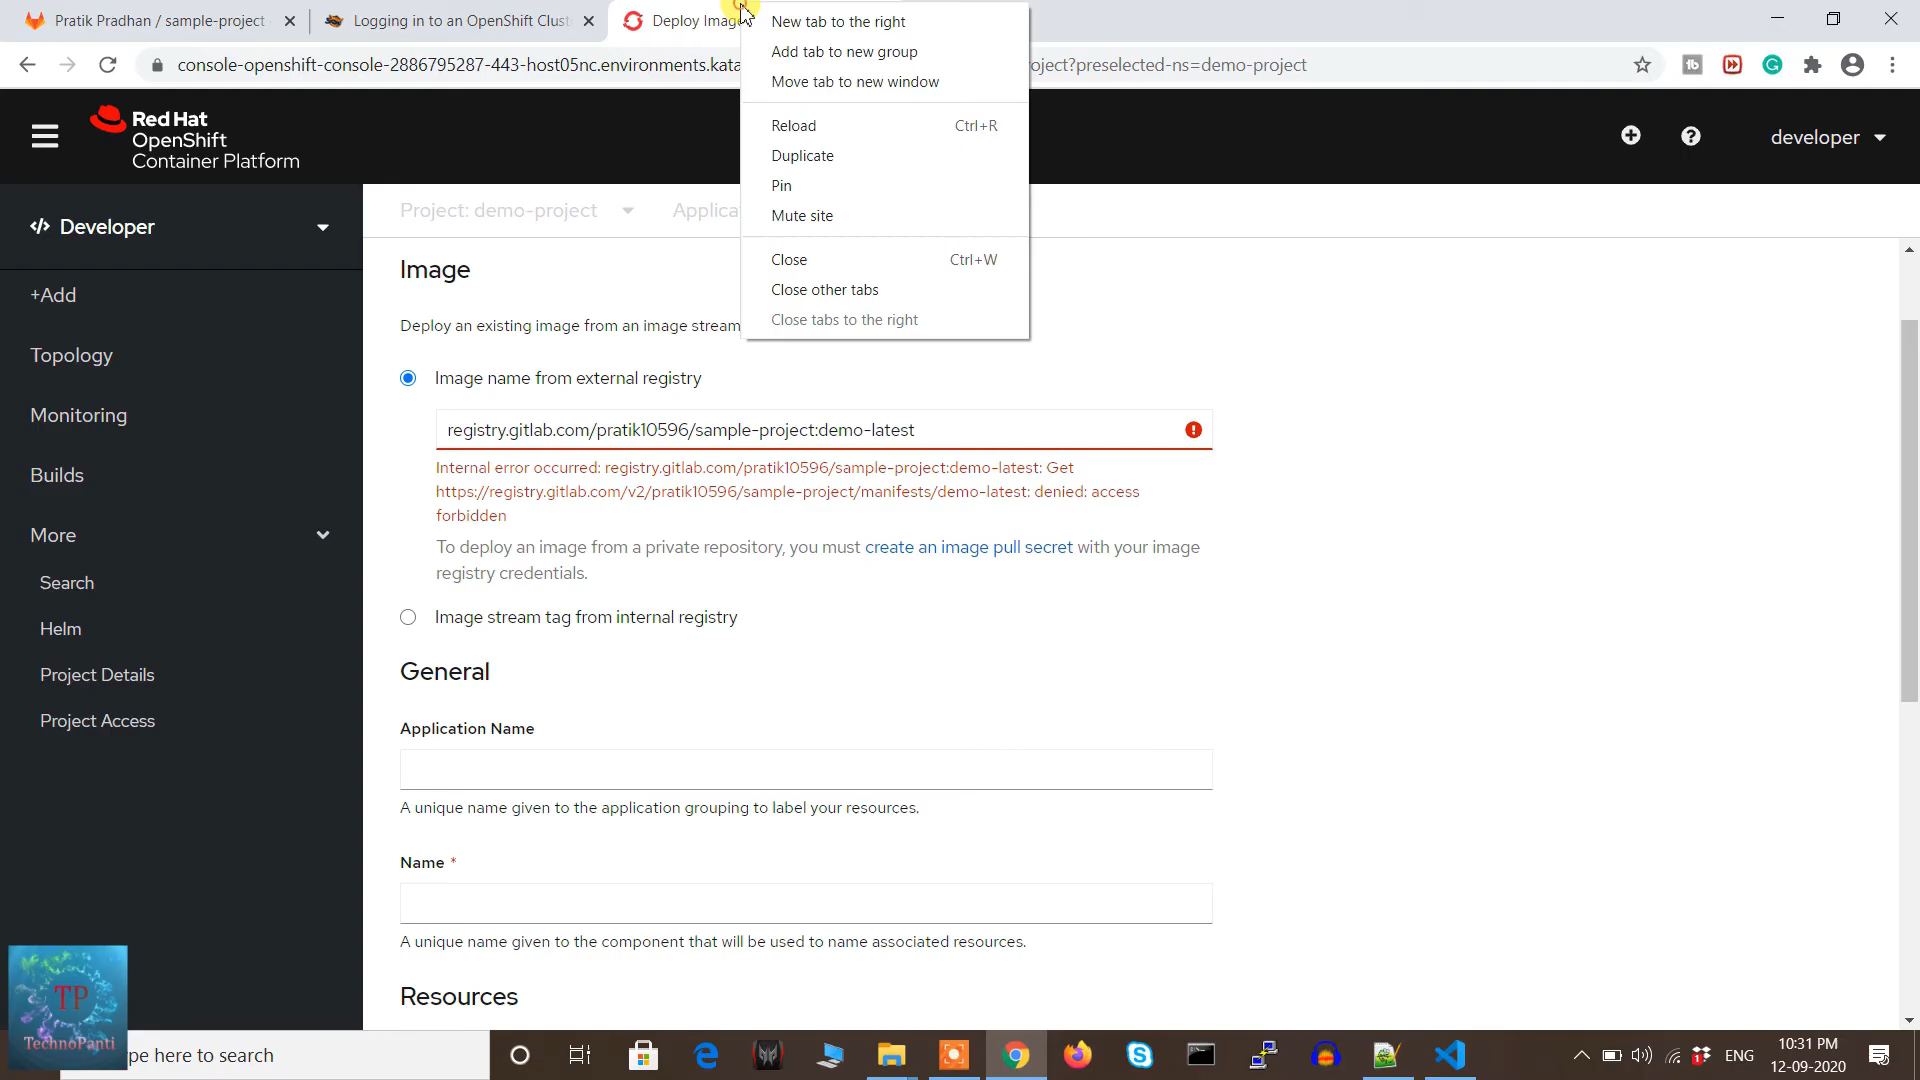 Pratik Pradhan / sample-project
Logging in to an OpenShift Clust
Deploy Imag
console-openshift-console-2886795287-443-host05nc.environments.kata
oject?preselected-ns=demo-project
New tab to the right
Add tab to new group
Move tab to new window
Reload Ctrl+R
Duplicate
Pin
Mute site
Close Ctrl+W
Close other tabs
Close tabs to the right
Red Hat
OpenShift
Container Platform
developer
Developer
+Add
Topology
Monitoring
Builds
More
Search
Helm
Project Details
Project Access
Project: demo-project
Applica
Image
Deploy an existing image from an image stream
Image name from external registry
registry.gitlab.com/pratik10596/sample-project:demo-latest
Internal error occurred: registry.gitlab.com/pratik10596/sample-project:demo-latest: Get
https://registry.gitlab.com/v2/pratik10596/sample-project/manifests/demo-latest: denied: access
forbidden
To deploy an image from a private repository, you must create an image pull secret with your image
registry credentials.
Image stream tag from internal registry
General
Application Name
A unique name given to the application grouping to label your resources.
Name *
A unique name given to the component that will be used to name associated resources.
Resources
TP
TechnoPanti
pe here to search
ENG
10:31 PM
12-09-2020